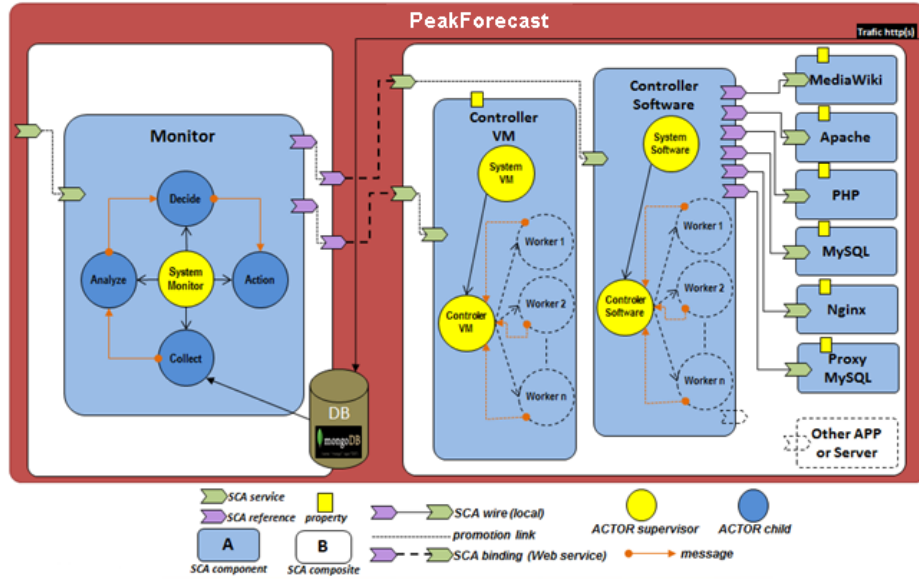 PeakForecast
Trafic http(s)
Monitor
Decide
Analyze
System
Monitor
Action
Collect
DB
mongoDB
Controller
VM
System
VM
Worker 1
Worker 2
Controler
VM
Worker n
Controller
Software
System
Software
Worker 1
Worker 2
Controler
Software
Worker n
MediaWiki
Apache
PHP
MySQL
Nginx
Proxy
MySQL
Other APP
or Server
SCA service
SCA reference
property
SCA wire (local)
promotion link
SCA binding (Web service)
ACTOR supervisor
ACTOR child
message
A
SCA component
B
SCA composite